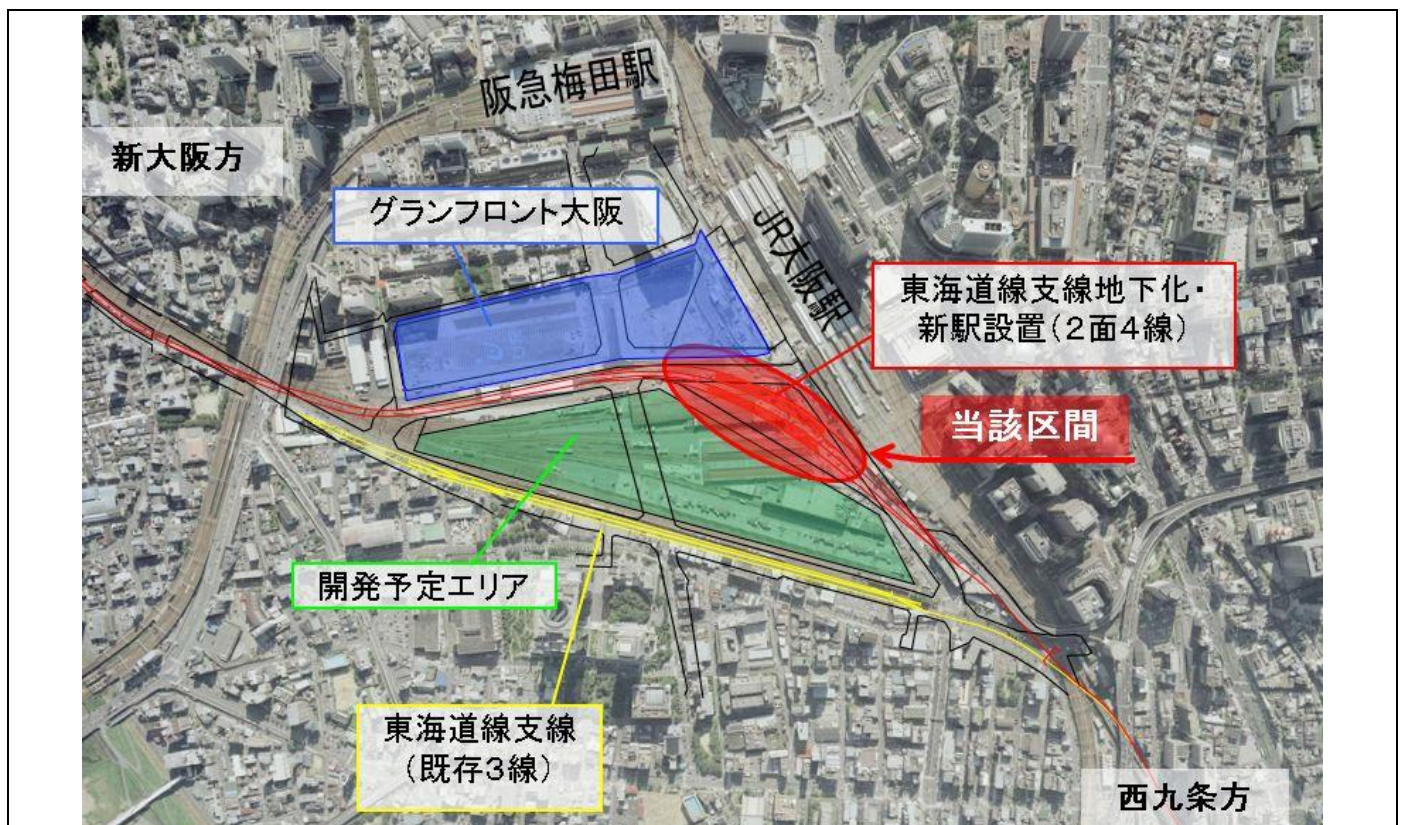 阪急梅田駅
新大阪方
グランフロント大阪
JR大阪駅
東海道線支線地下化・
新駅設置(2面4線)
当該区間
開発予定エリア
東海道線支線
(既存3線)
西九条方